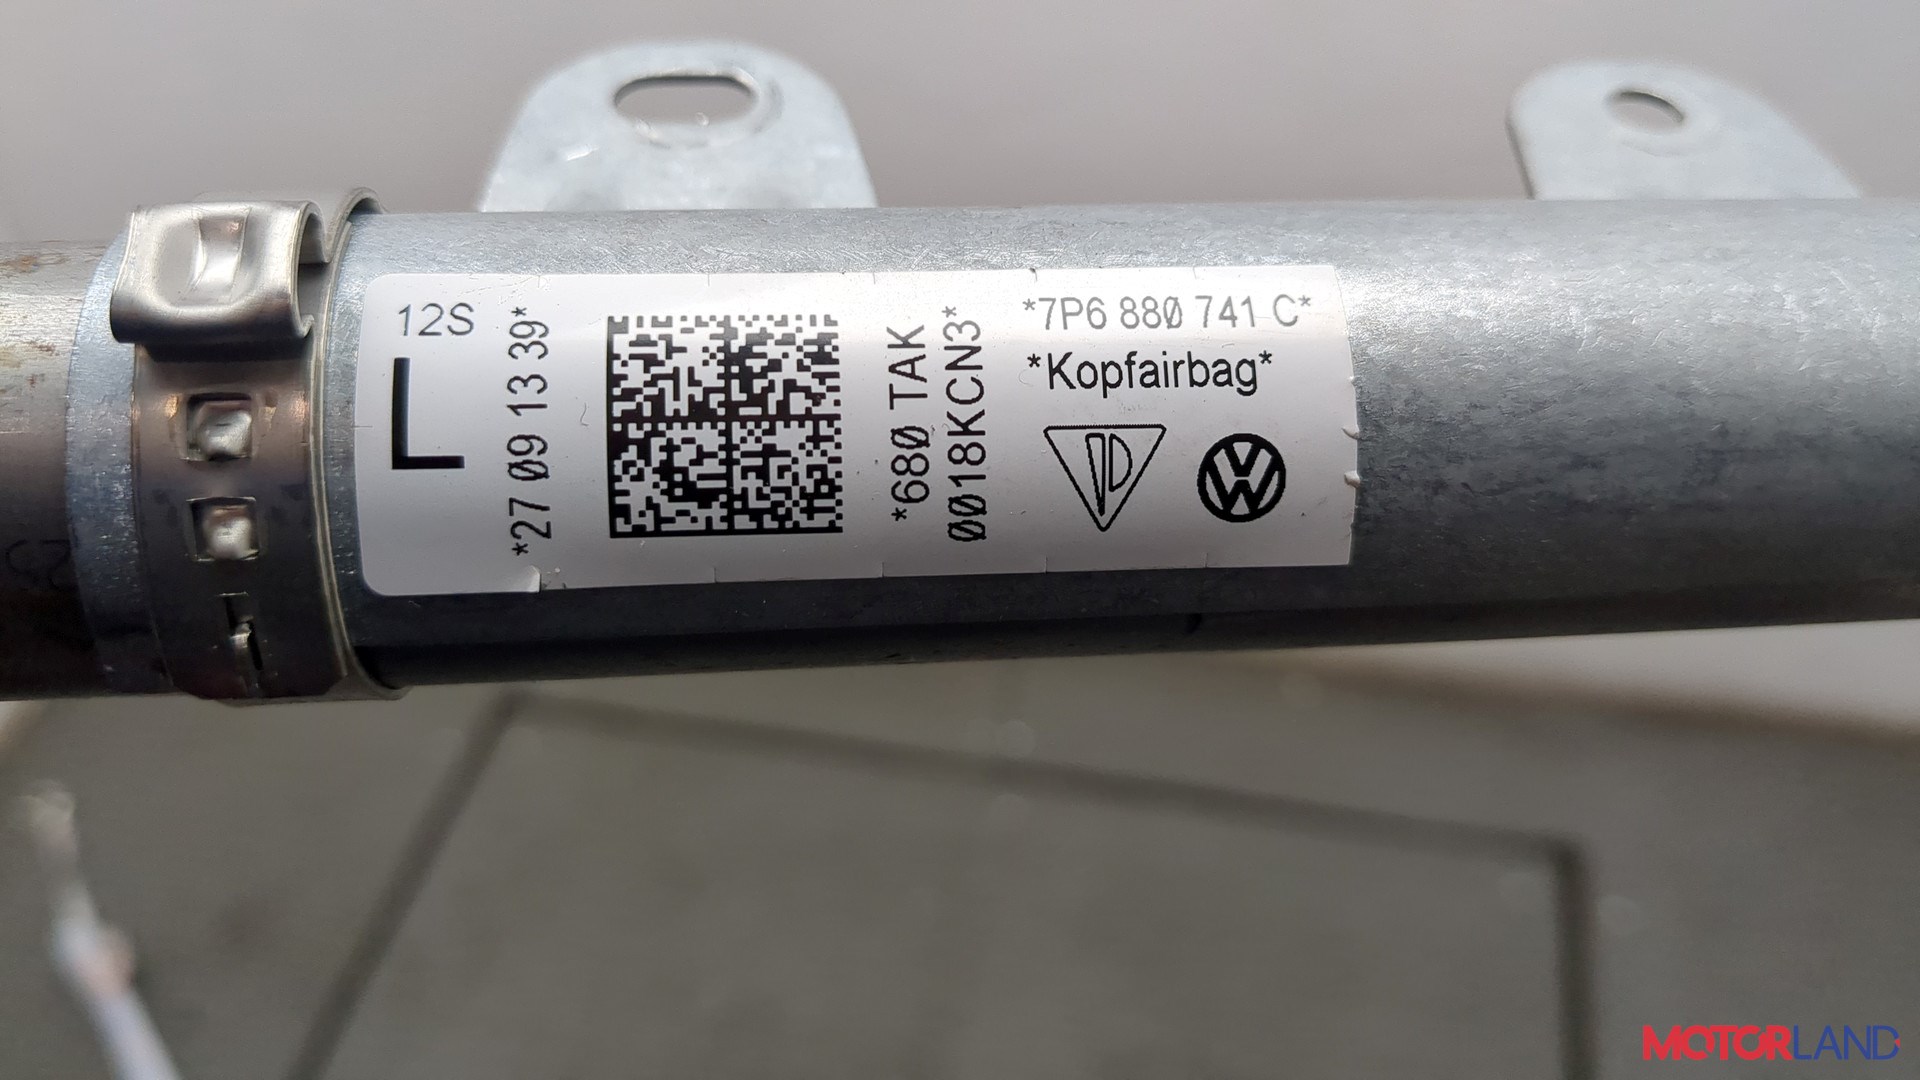 12S
L
*27 09 13 39*
*680 TAK
0018KCN3*
*7P6 880 741 C*
*Kopfairbag*
MOTORLAND